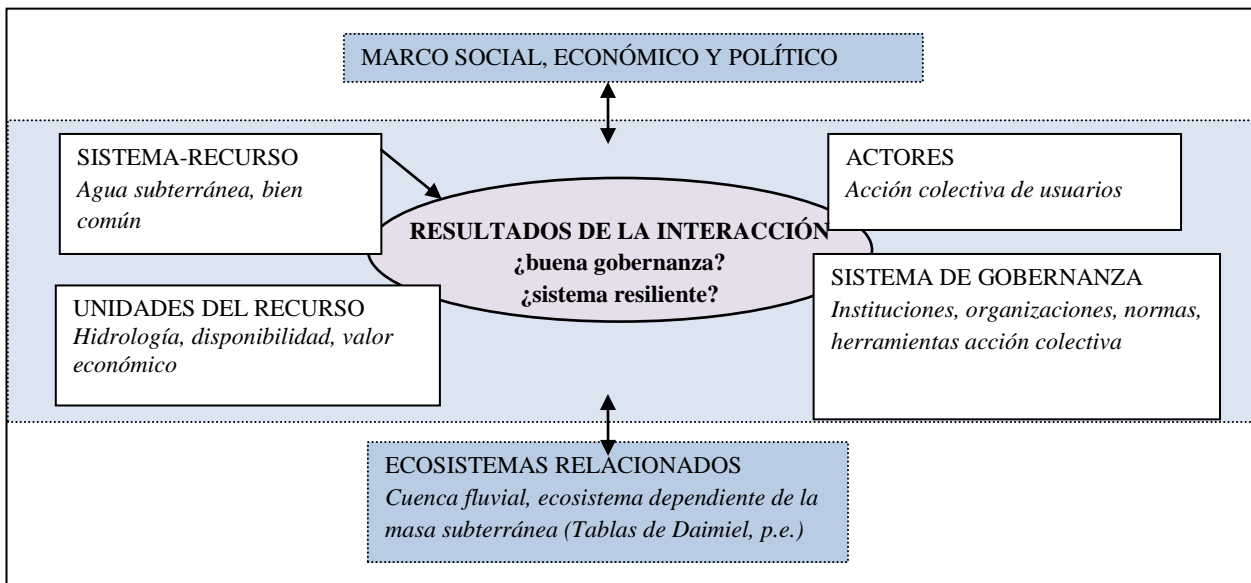 MARCO SOCIAL, ECONÓMICO Y POLÍTICO
SISTEMA-RECURSO
Agua subterránea, bien
común
ACTORES
Acción colectiva de usuarios
RESULTADOS DE LA INTERACCIÓN
¿buena gobernanza?
¿sistema resiliente?
UNIDADES DEL RECURSO
Hidrología, disponibilidad, valor
económico
SISTEMA DE GOBERNANZA
Instituciones, organizaciones, normas,
herramientas acción colectiva
ECOSISTEMAS RELACIONADOS
Cuenca fluvial, ecosistema dependiente de la
masa subterránea (Tablas de Daimiel, p.e.)